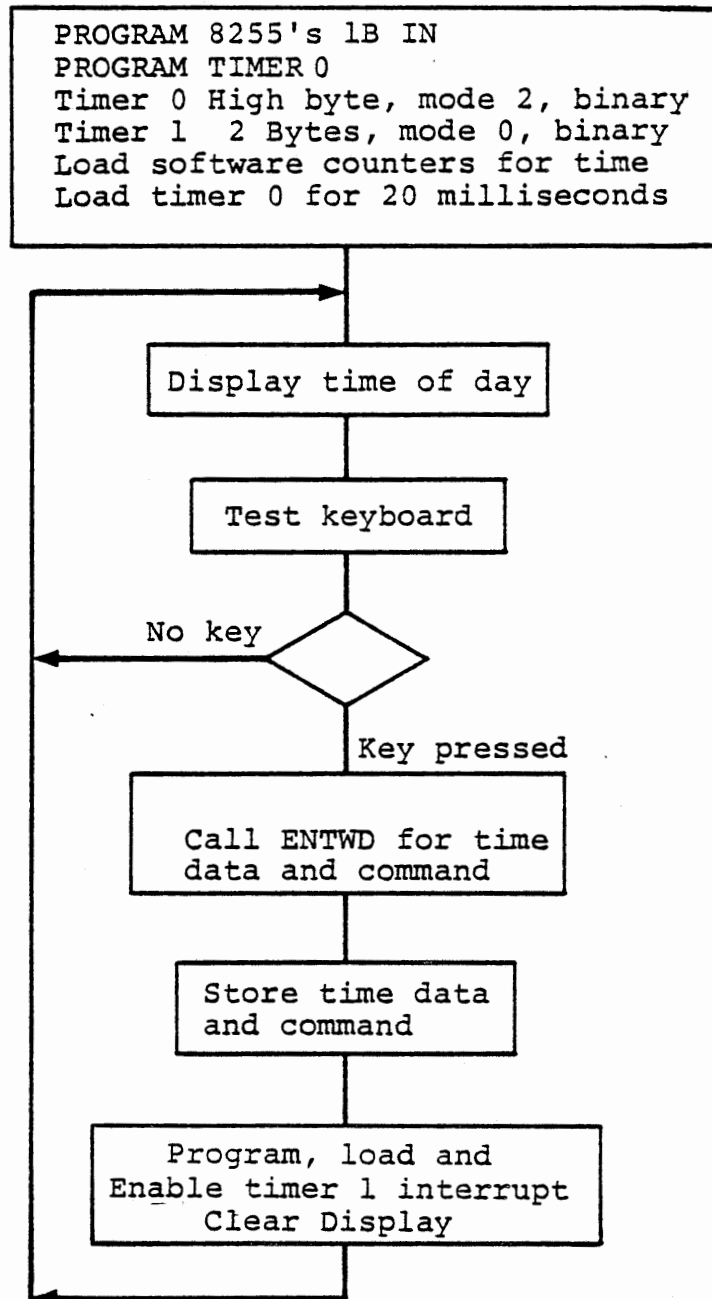 PROGRAM 8255's 1B IN
PROGRAM TIMER 0
Timer 0 High byte, mode 2, binary
Timer 1 2 Bytes, mode 0, binary
Load software counters for time
Load timer 0 for 20 milliseconds
Display time of day
Test keyboard
No key
Key pressed
Call ENTWD for time
data and command
Store time data
and command
Program, load and
Enable timer 1 interrupt
Clear Display